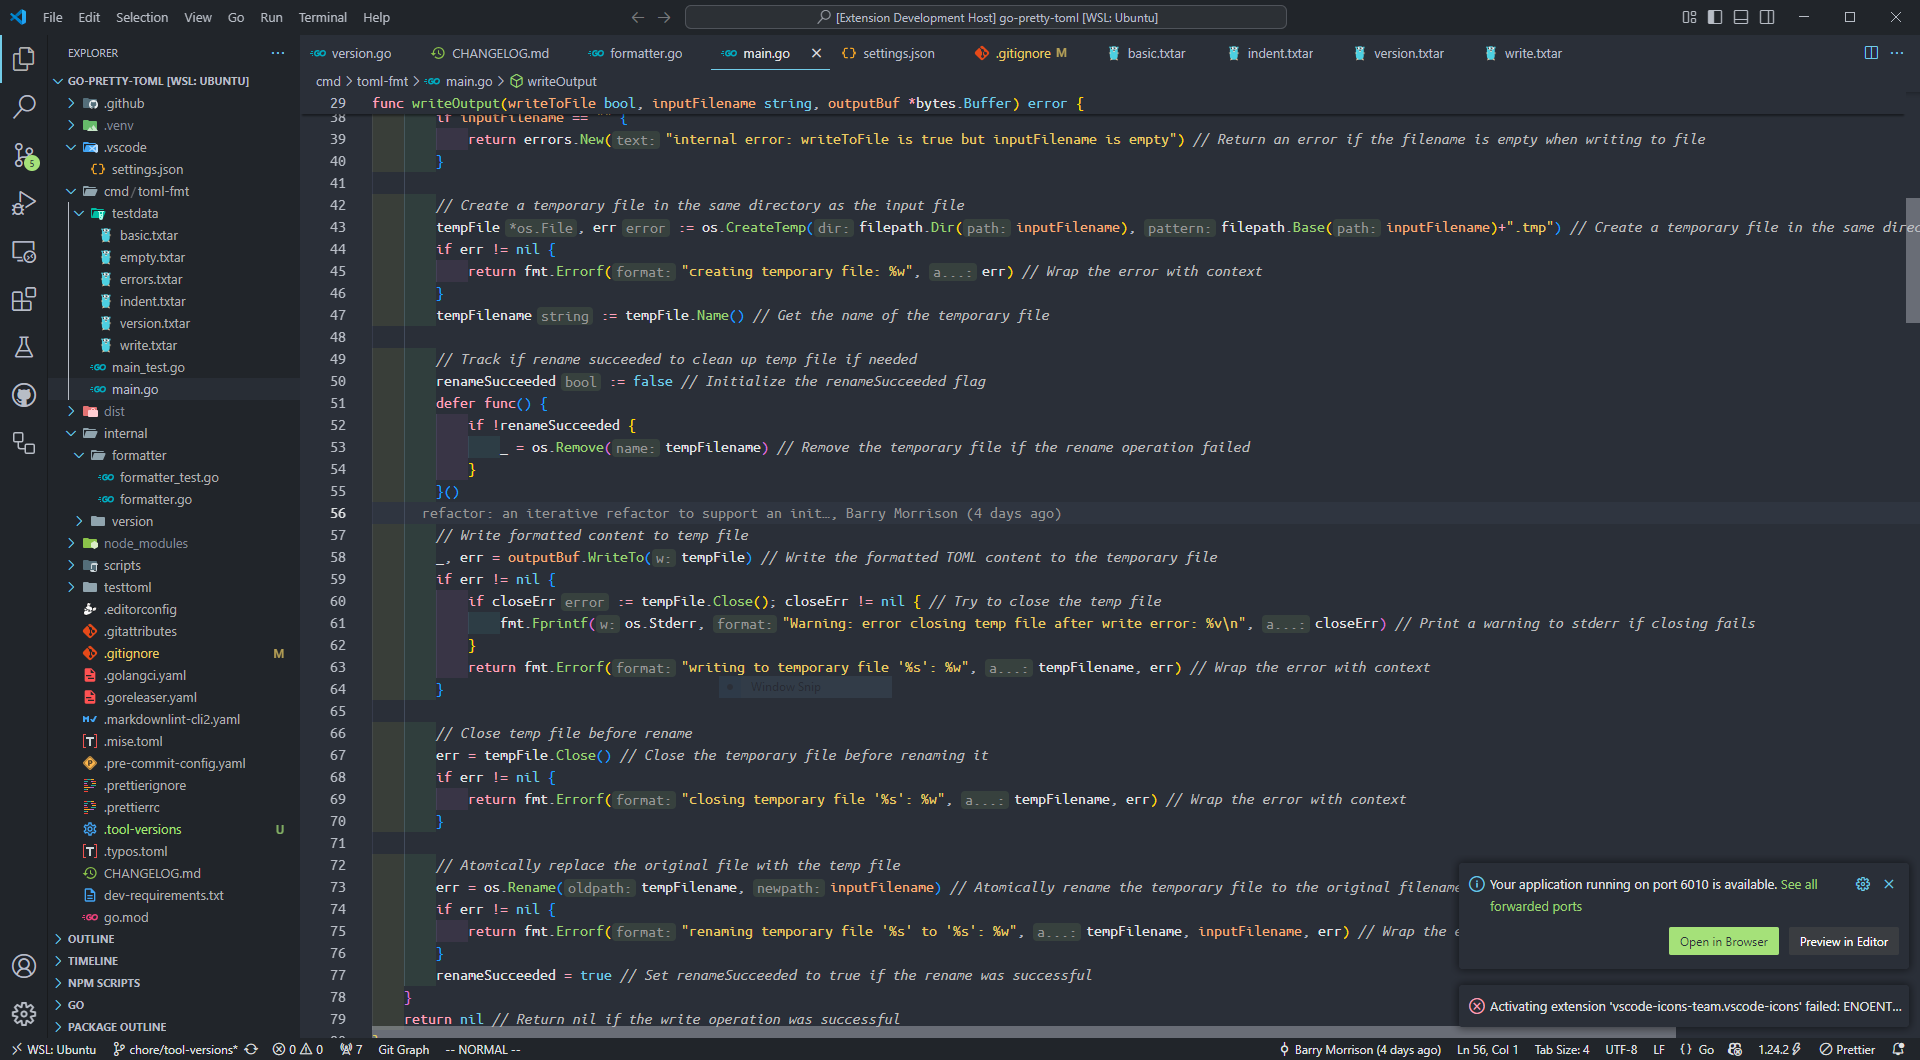 File Edit Selection View Go Run Terminal Help
[Extension Development Host] go-pretty-toml [WSL: Ubuntu]
EXPLORER
version.go CHANGELOG.md formatter.go main.go settings.json .gitignore M basic.txtar indent.txtar version.txtar write.txtar
cmd > toml-fmt > main.go > writeOutput
GO-PRETTY-TOML [WSL: UBUNTU]
.github
.venv
.vscode
settings.json
cmd / toml-fmt
testdata
basic.txtar
empty.txtar
errors.txtar
indent.txtar
version.txtar
write.txtar
main_test.go
main.go
dist
internal
formatter
formatter_test.go
formatter.go
version
node_modules
scripts
testtoml
.editorconfig
.gitattributes
.gitignore M
.golangci.yaml
.goreleaser.yaml
.markdownlint-cli2.yaml
.mise.toml
.pre-commit-config.yaml
.prettierignore
.prettierrc
.tool-versions U
.typos.toml
CHANGELOG.md
dev-requirements.txt
go.mod
OUTLINE
TIMELINE
NPM SCRIPTS
GO
PACKAGE OUTLINE
5
29 func writeOutput(writeToFile bool, inputFilename string, outputBuf *bytes.Buffer) error {
38 if inputFilename == "" {
39 return errors.New(text: "internal error: writeToFile is true but inputFilename is empty") // Return an error if the filename is empty when writing to file
40 }
41
42 // Create a temporary file in the same directory as the input file
43 tempFile *os.File, err error := os.CreateTemp(dir: filepath.Dir(path: inputFilename), pattern: filepath.Base(path: inputFilename)+".tmp") // Create a temporary file in the same direc
44 if err != nil {
45 return fmt.Errorf(format: "creating temporary file: %w", a...: err) // Wrap the error with context
46 }
47 tempFilename string := tempFile.Name() // Get the name of the temporary file
48
49 // Track if rename succeeded to clean up temp file if needed
50 renameSucceeded bool := false // Initialize the renameSucceeded flag
51 defer func() {
52 if !renameSucceeded {
53 _ = os.Remove(name: tempFilename) // Remove the temporary file if the rename operation failed
54 }
55 }()
56 refactor: an iterative refactor to support an init…, Barry Morrison (4 days ago)
57 // Write formatted content to temp file
58 _, err = outputBuf.WriteTo(w: tempFile) // Write the formatted TOML content to the temporary file
59 if err != nil {
60 if closeErr error := tempFile.Close(); closeErr != nil { // Try to close the temp file
61 fmt.Fprintf(w: os.Stderr, format: "Warning: error closing temp file after write error: %v\n", a...: closeErr) // Print a warning to stderr if closing fails
62 }
63 return fmt.Errorf(format: "writing to temporary file '%s': %w", a...: tempFilename, err) // Wrap the error with context
64 }
Window Snip
65
66 // Close temp file before rename
67 err = tempFile.Close() // Close the temporary file before renaming it
68 if err != nil {
69 return fmt.Errorf(format: "closing temporary file '%s': %w", a...: tempFilename, err) // Wrap the error with context
70 }
71
72 // Atomically replace the original file with the temp file
73 err = os.Rename(oldpath: tempFilename, newpath: inputFilename) // Atomically rename the temporary file to the original filename
74 if err != nil {
75 return fmt.Errorf(format: "renaming temporary file '%s' to '%s': %w", a...: tempFilename, inputFilename, err) // Wrap the e
76 }
77 renameSucceeded = true // Set renameSucceeded to true if the rename was successful
78 }
79 return nil // Return nil if the write operation was successful
Your application running on port 6010 is available. See all
forwarded ports
Open in Browser Preview in Editor
Activating extension 'vscode-icons-team.vscode-icons' failed: ENOENT...
WSL: Ubuntu chore/tool-versions* 0 0 7 Git Graph -- NORMAL -- Barry Morrison (4 days ago) Ln 56, Col 1 Tab Size: 4 UTF-8 LF {} Go 1.24.2 Prettier